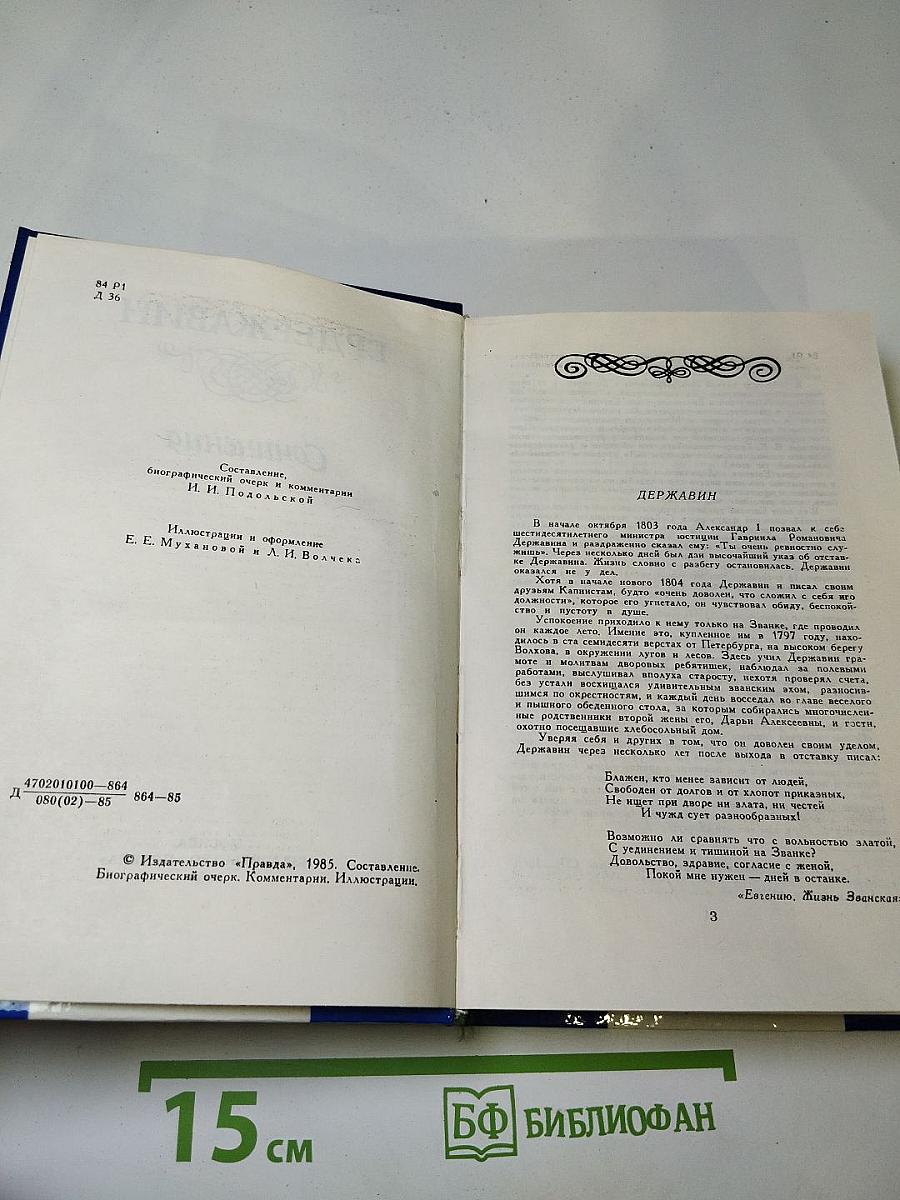 84 Р1
Д 36
Составление,
биографический очерк и комментарии
И. И. Подольской
Иллюстрации и оформление
Е. Е. Мухановой и Л. И. Волчека
Д 4702010100—864
080(02)—85
864—85
© Издательство «Правда», 1985. Составление.
Биографический очерк. Комментарии. Иллюстрации.
ДЕРЖАВИН
В начале октября 1803 года Александр I позвал к себе
шестидесятилетнего министра юстиции Гавриила Романовича
Державина и раздраженно сказал ему: «Ты очень ревностно слу-
жишь». Через несколько дней был дан высочайший указ об отстав-
ке Державина. Жизнь словно с разбегу остановилась. Державин
оказался не у дел.
Хотя в начале нового 1804 года Державин и писал своим
друзьям Капнистам, будто «очень доволен, что сложил с себя иго
должности», которое его угнетало, он чувствовал обиду, беспокой-
ство и пустоту в душе.
Успокоение приходило к нему только на Званке, где проводил
он каждое лето. Имение это, купленное им в 1797 году, нахо-
дилось в ста семидесяти верстах от Петербурга, на высоком берегу
Волхова, в окружении лугов и лесов. Здесь учил Державин гра-
моте и молитвам дворовых ребятишек, наблюдал за полевыми
работами, выслушивал вполуха старосту, нехотя проверял счета,
без устали восхищался удивительным званским эхом, разносив-
шимся по окрестностям, и каждый день восседал во главе веселого
и пышного обеденного стола, за которым собирались многочислен-
ные родственники второй жены его, Дарьи Алексеевны, и гости,
охотно посещавшие хлебосольный дом.
Уверяя себя и других в том, что он доволен своим уделом,
Державин через несколько лет после выхода в отставку писал:
Блажен, кто менее зависит от людей,
Свободен от долгов и от хлопот приказных,
Не ищет при дворе ни злата, ни честей
И чужд сует разнообразных!
Возможно ли сравнять что с вольностью златой,
С уединением и тишиной на Званке?
Довольство, здравие, согласие с женой,
Покой мне нужен — дней в останке.
«Евгению. Жизнь Званская»
3
15 см
БФ БИБЛИОФАН